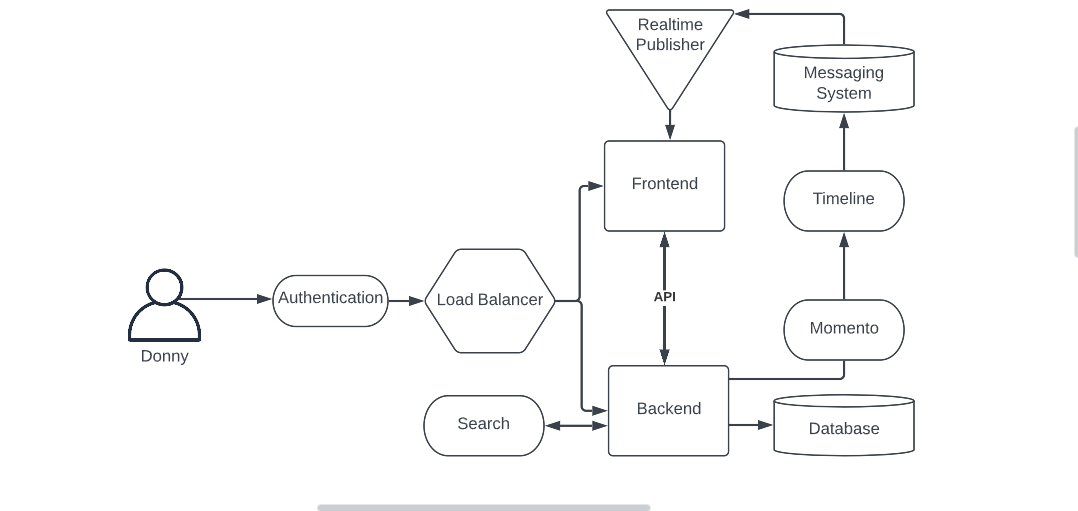 Realtime
Publisher
Messaging
System
Frontend
Timeline
Authentication
Load Balancer
API
Momento
Donny
Search
Backend
Database